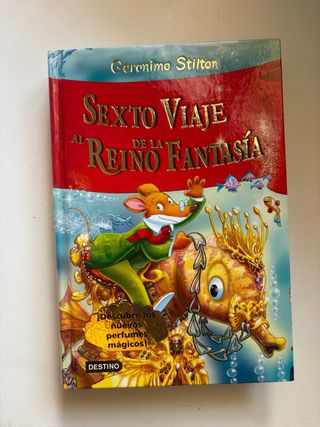 Geronimo Stilton
SEXTO VIAJE
AL REINO DE LA FANTASÍA
¡Descubre los
nuevos
perfumes
mágicos!
DESTINO